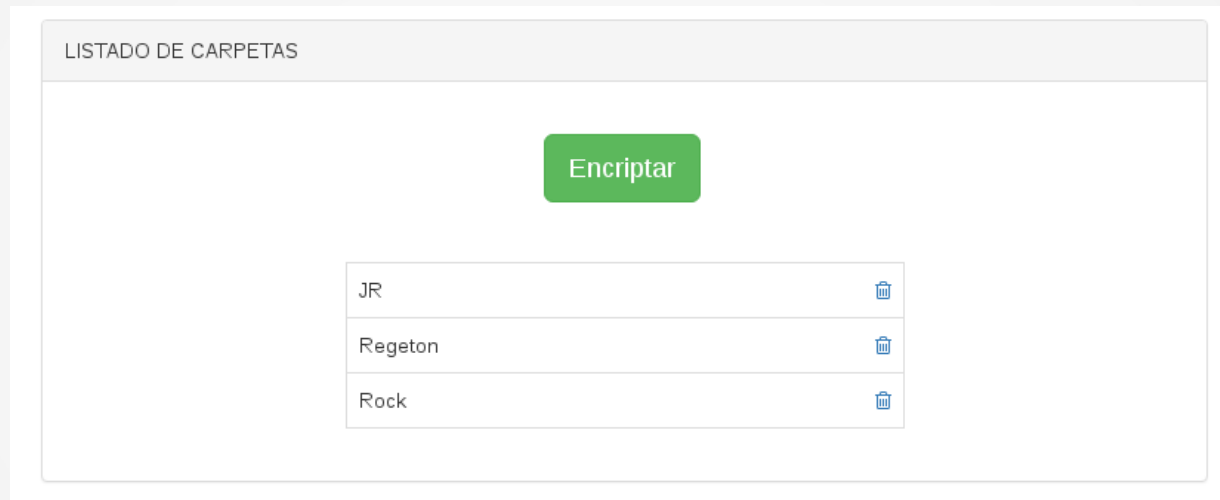 LISTADO DE CARPETAS
Encriptar
JR
Regeton
Rock